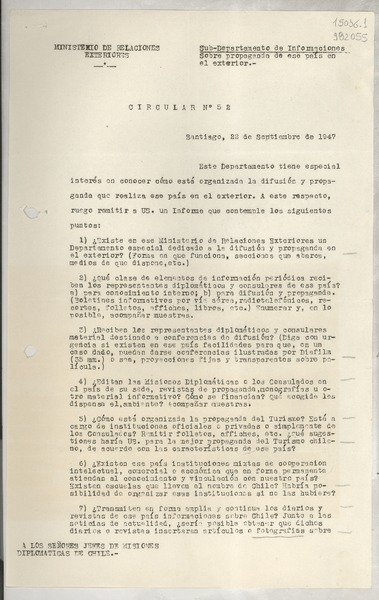 15036.!
982055
MINISTERIO DE RELACIONES
EXTERIORES
Sub-Departamento de Informaciones
Sobre propaganda de ese país en
el exterior.-
CIRCULAR Nº 52
Santiago, 22 de Septiembre de 1947
Este Departamento tiene especial
interés en conocer cómo está organizada la difusión y propa-
ganda que realiza ese país en el exterior. A este respecto,
ruego remitir a US. un Informe que contemple los siguientes
puntos:
1) ¿Existe en ese Ministerio de Relaciones Exteriores un
Departamento especial dedicado a la difusión y propaganda en
el exterior? (Forma en que funciona, secciones que abarca,
medios de que dispone, etc.)
2) ¿Qué clase de elementos de información periódica reci-
ben los representantes diplomáticos y consulares de ese país?
a) para conocimiento interno; b) para difusión y propaganda.
(Boletines informativos por vía aérea, radiotelefónicos, re-
cortes, folletos, affiches, libros, etc.) Enumerar y, en lo
posible, acompañar muestras.
3) ¿Reciben los representantes diplomáticos y consulares
material destinado a conferencias de difusión? (Diga con ur-
gencia si existen en ese país facilidades para que, en un
caso dado, puedan darse conferencias ilustradas por Diafilm
(35 mm.) o sea, proyecciones fijas y transparentes sobre pe-
lícula.)
4) ¿Editan las Misiones Diplomáticas o los Consulados en
el país de su sede, revistas de propaganda, monografías u o-
tro material informativo? ¿Cómo se financian? ¿Qué acogida les
dispensa el ambiente? Acompañar muestras.
5) ¿Cómo está organizada la propaganda del Turismo? ¿Está a
cargo de instituciones oficiales o privadas o simplemente de
los Consulados? Remitir folletos, affiches, etc. ¿Qué suges-
tiones haría US. para la mejor propaganda del Turismo chile-
no, de acuerdo con las características de ese país?
6) ¿Existen en ese país instituciones mixtas de cooperación
intelectual, comercial o económica que en forma permanente
atiendan al conocimiento y vinculación con nuestro país?
¿Existen escuelas que lleven el nombre de Chile? ¿Habría po-
sibilidad de organizar esas instituciones si no las hubiere?
7) ¿Transmiten en forma amplia y continua los diarios y
revistas de ese país informaciones sobre Chile? Junto a las
noticias de actualidad, ¿sería posible obtener que dichos
diarios o revistas insertaran artículos o fotografías sobre
A LOS SEÑORES JEFES DE MISIONES
DIPLOMATICAS DE CHILE.-